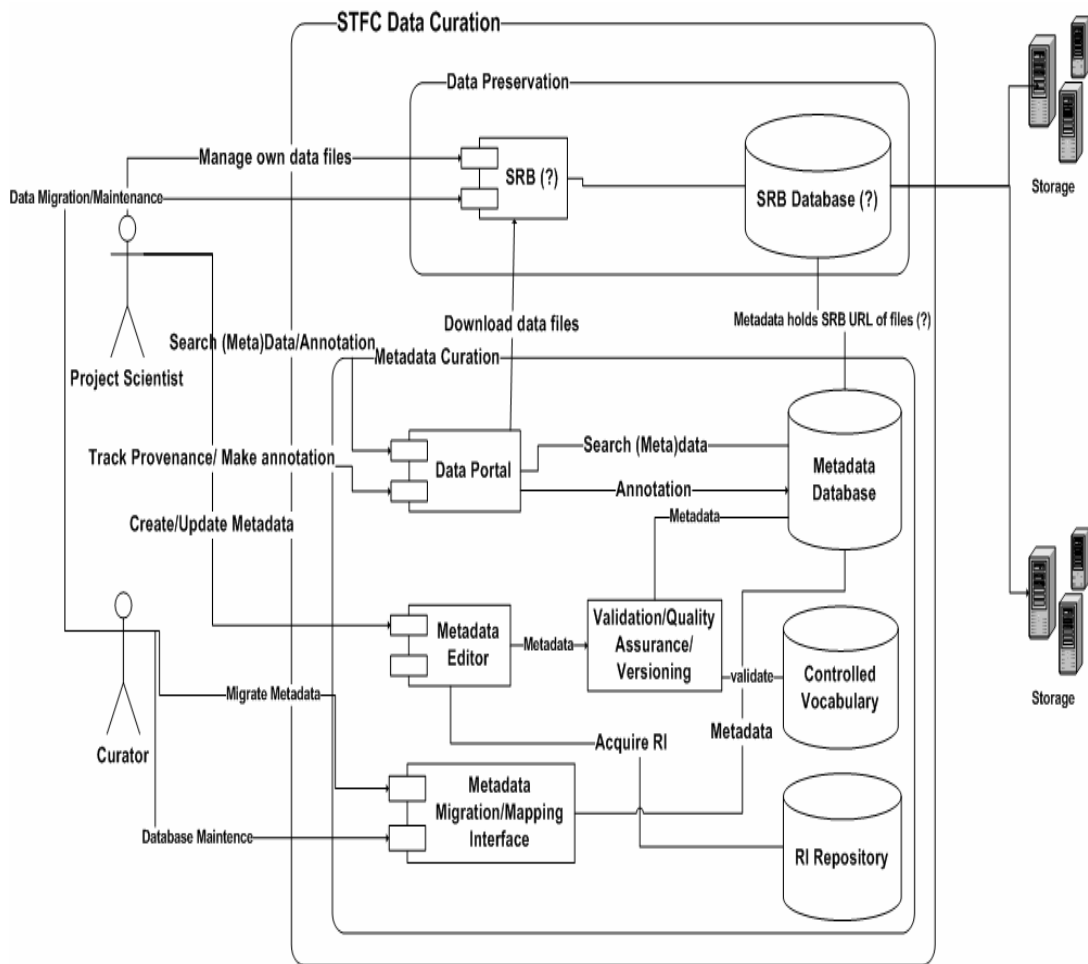 STFC Data Curation
Data Preservation
Manage own data files
SRB (?)
Data Migration/Maintenance
SRB Database (?)
Storage
Download data files
Metadata holds SRB URL of files (?)
Search (Meta)Data/Annotation
Metadata Curation
Project Scientist
Search (Meta)data
Track Provenance/ Make annotation
Data Portal
Metadata
Database
Annotation
Metadata
Create/Update Metadata
Metadata
Editor
Metadata
Validation/Quality
Assurance/
Versioning
validate
Controlled
Vocabulary
Storage
Migrate Metadata
Curator
Acquire RI
Metadata
Metadata
Migration/Mapping
Interface
Database Maintence
RI Repository